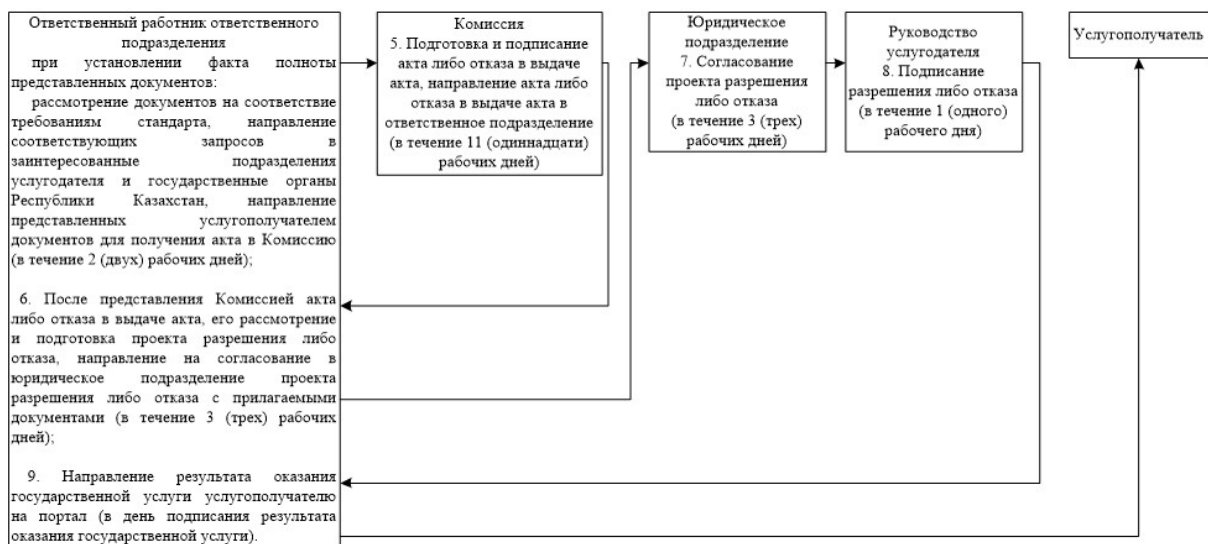 Ответственный работник ответственного
подразделения
при установлении факта полноты
представленных документов:
рассмотрение документов на соответствие
требованиям стандарта, направление
соответствующих запросов в
заинтересованные подразделения
услугодателя и государственные органы
Республики Казахстан, направление
представленных услугополучателем
документов для получения акта в Комиссию
(в течение 2 (двух) рабочих дней);
6. После представления Комиссией акта
либо отказа в выдаче акта, его рассмотрение
и подготовка проекта разрешения либо
отказа, направление на согласование в
юридическое подразделение проекта
разрешения либо отказа с прилагаемыми
документами (в течение 3 (трех) рабочих
дней);
9. Направление результата оказания
государственной услуги услугополучателю
на портал (в день подписания результата
оказания государственной услуги).
Комиссия
5. Подготовка и подписание
акта либо отказа в выдаче
акта, направление акта либо
отказа в выдаче акта в
ответственное подразделение
(в течение 11 (одиннадцати)
рабочих дней)
Юридическое
подразделение
7. Согласование
проекта разрешения
либо отказа
(в течение 3 (трех)
рабочих дней)
Руководство
услугодателя
8. Подписание
разрешения либо отказа
(в течение 1 (одного)
рабочего дня)
Услугополучатель